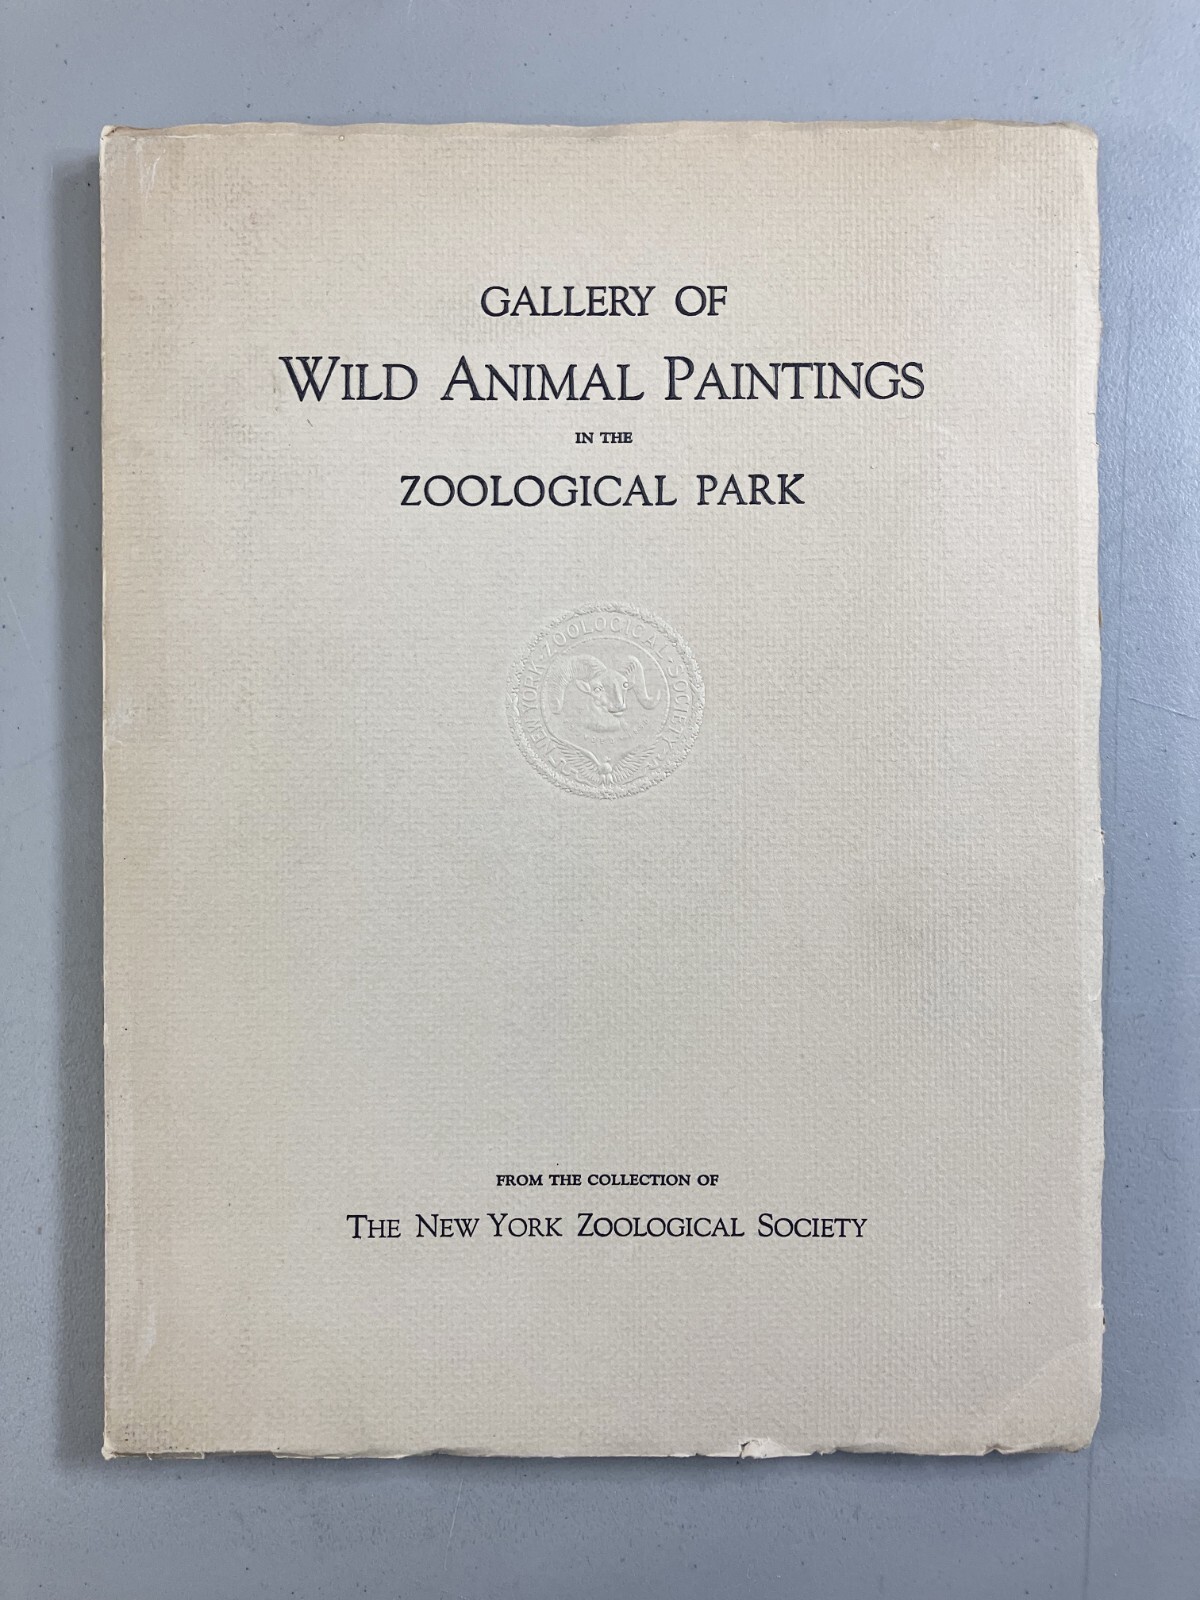 GALLERY OF
WILD ANIMAL PAINTINGS
IN THE
ZOOLOGICAL PARK
NEW YORK ZOOLOGICAL SOCIETY
FROM THE COLLECTION OF
THE NEW YORK ZOOLOGICAL SOCIETY